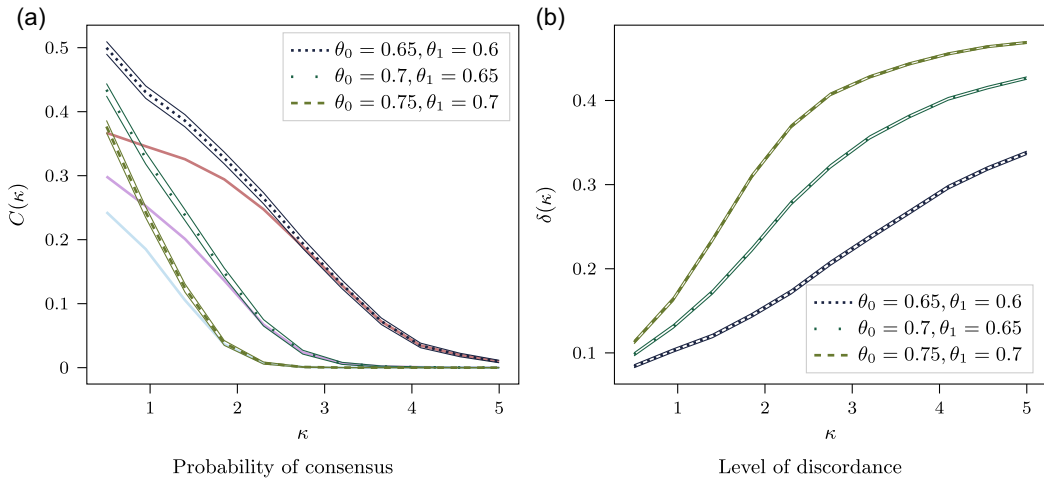 (a)
0.5
0.4
0.3
0.2
0.1
0
C(κ)
θ₀ = 0.65, θ₁ = 0.6
θ₀ = 0.7, θ₁ = 0.65
θ₀ = 0.75, θ₁ = 0.7
1 2 3 4 5
κ
Probability of consensus
(b)
0.4
0.3
0.2
0.1
δ(κ)
θ₀ = 0.65, θ₁ = 0.6
θ₀ = 0.7, θ₁ = 0.65
θ₀ = 0.75, θ₁ = 0.7
1 2 3 4 5
κ
Level of discordance